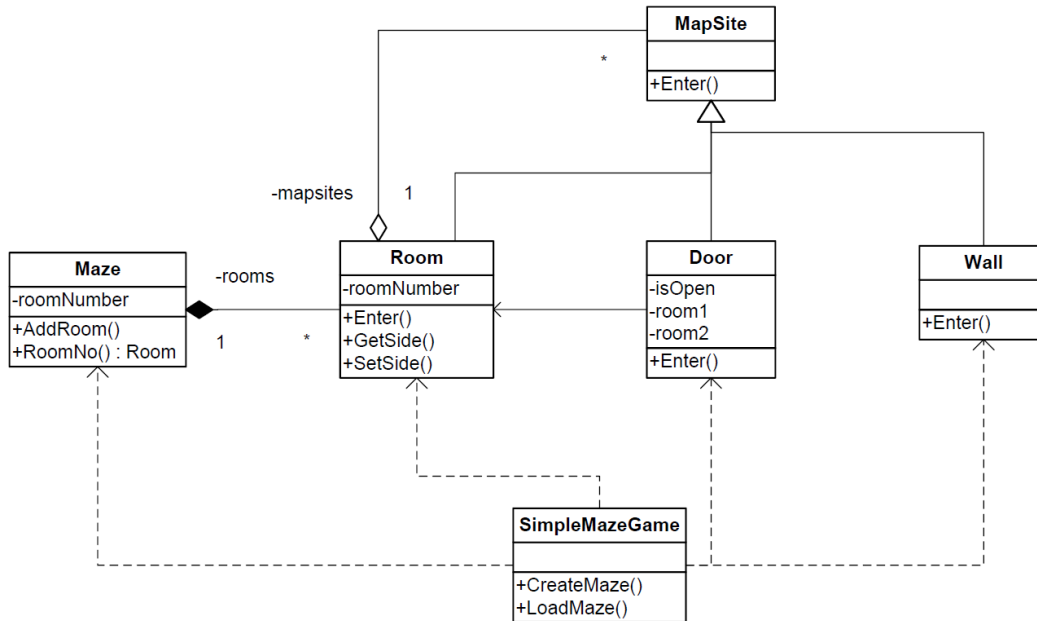 MapSite
+Enter()
*
-mapsites
1
Maze
-roomNumber
+AddRoom()
+RoomNo() : Room
-rooms
1
*
Room
-roomNumber
+Enter()
+GetSide()
+SetSide()
Door
-isOpen
-room1
-room2
+Enter()
Wall
+Enter()
SimpleMazeGame
+CreateMaze()
+LoadMaze()